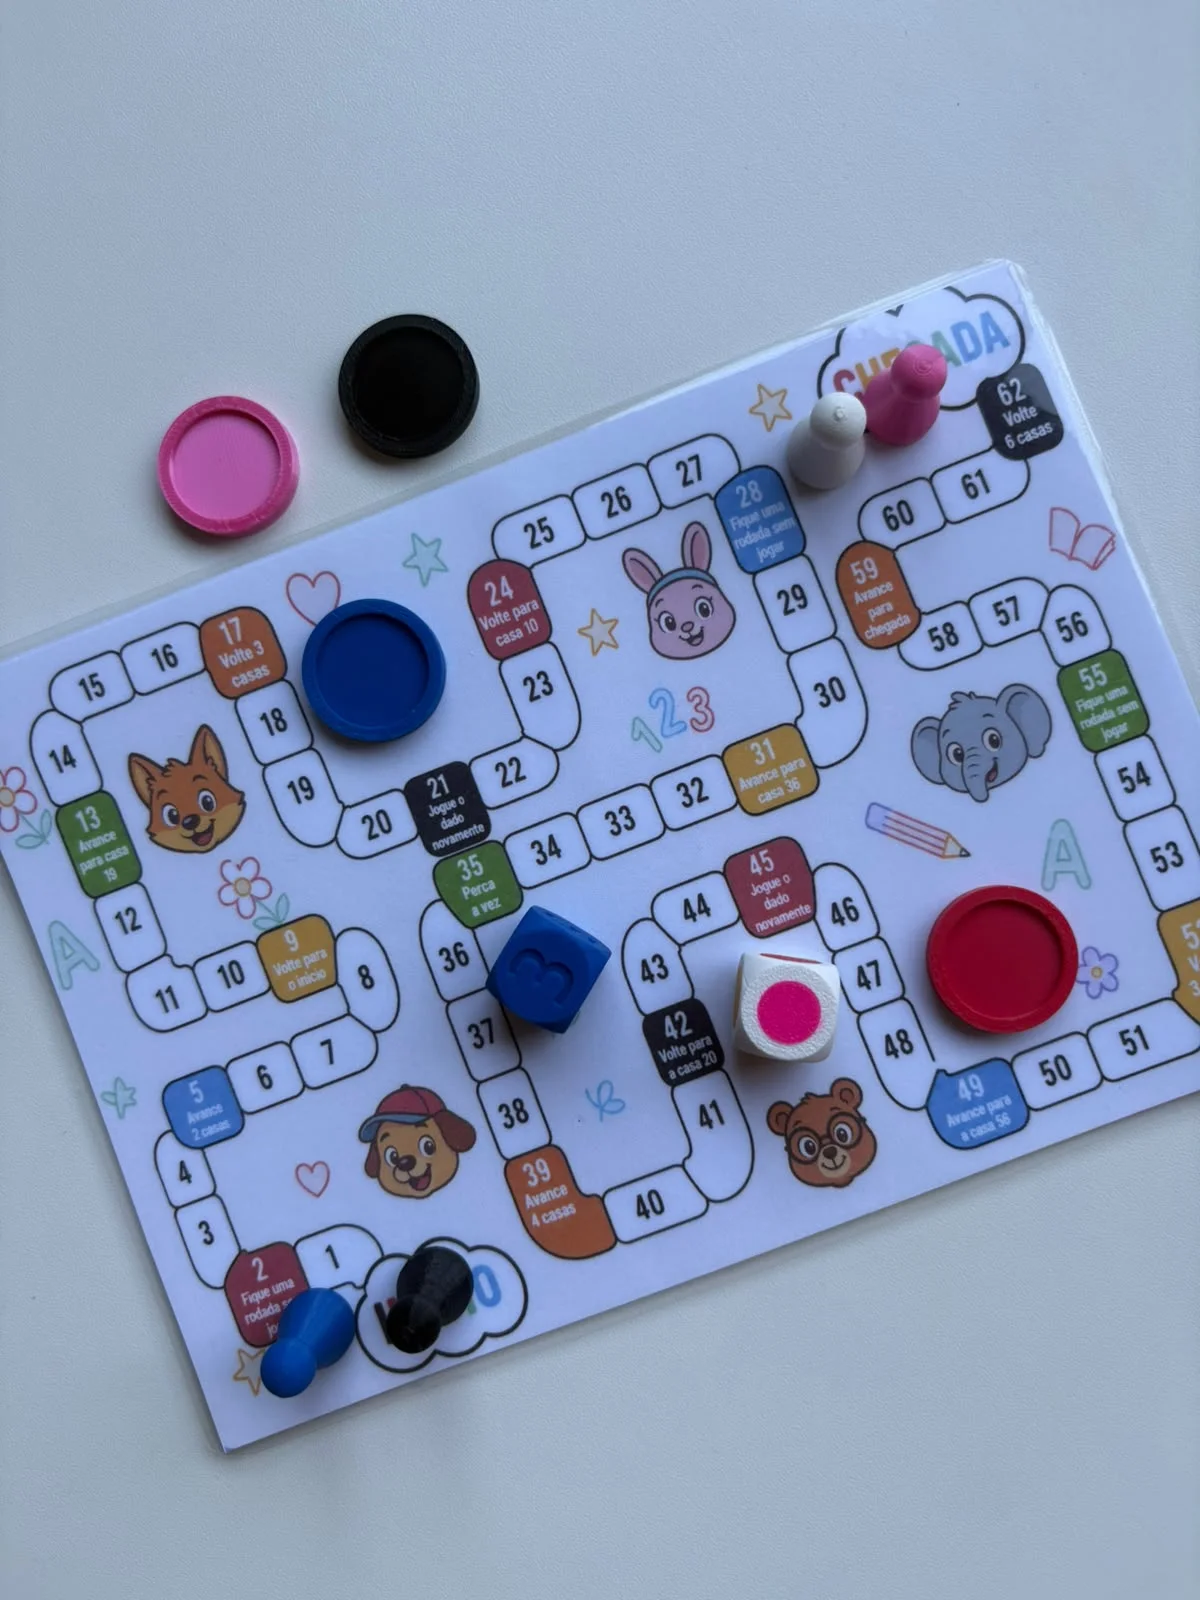 1
2
Fique uma
rodada
3
4
5
Avance
2 casas
6
7
8
9
Volte para
o início
10
11
12
13
Avance
para casa
19
14
15
16
17
Volte 3
casas
18
19
20
21
Jogue o
dado
novamente
22
23
24
Volte para
casa 10
25
26
27
28
Fique uma
rodada sem
jogar
29
30
31
Avance para
casa 36
32
33
34
35
Perca
a vez
36
37
38
39
Avance
4 casas
40
41
42
Volte para
a casa 20
43
44
45
Jogue o
dado
novamente
46
47
48
49
Avance para
a casa 56
50
51
53
54
55
Fique uma
rodada sem
jogar
56
57
58
59
Avance
para
chegada
60
61
62
Volte
6 casas
123
A
A
3